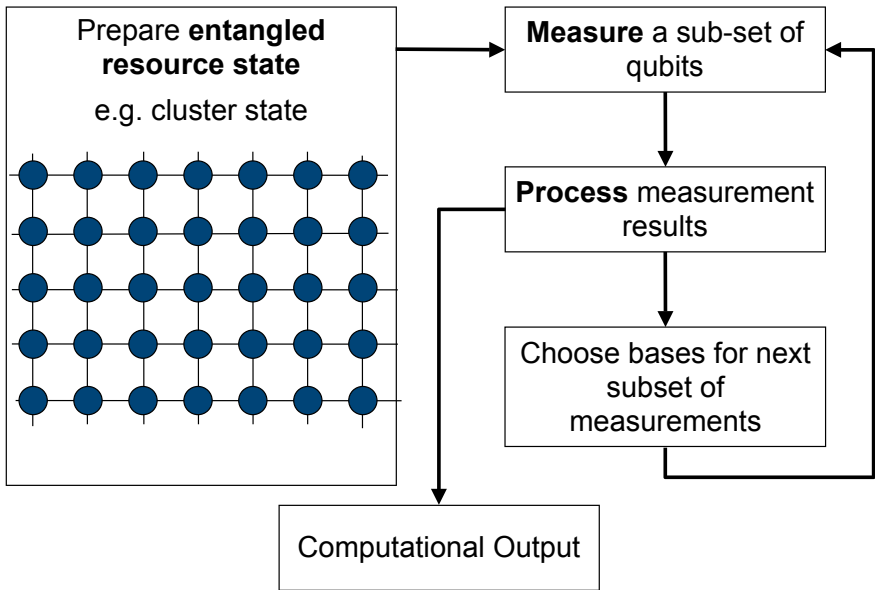 Prepare entangled
resource state
e.g. cluster state
Measure a sub-set of
qubits
Process measurement
results
Choose bases for next
subset of
measurements
Computational Output